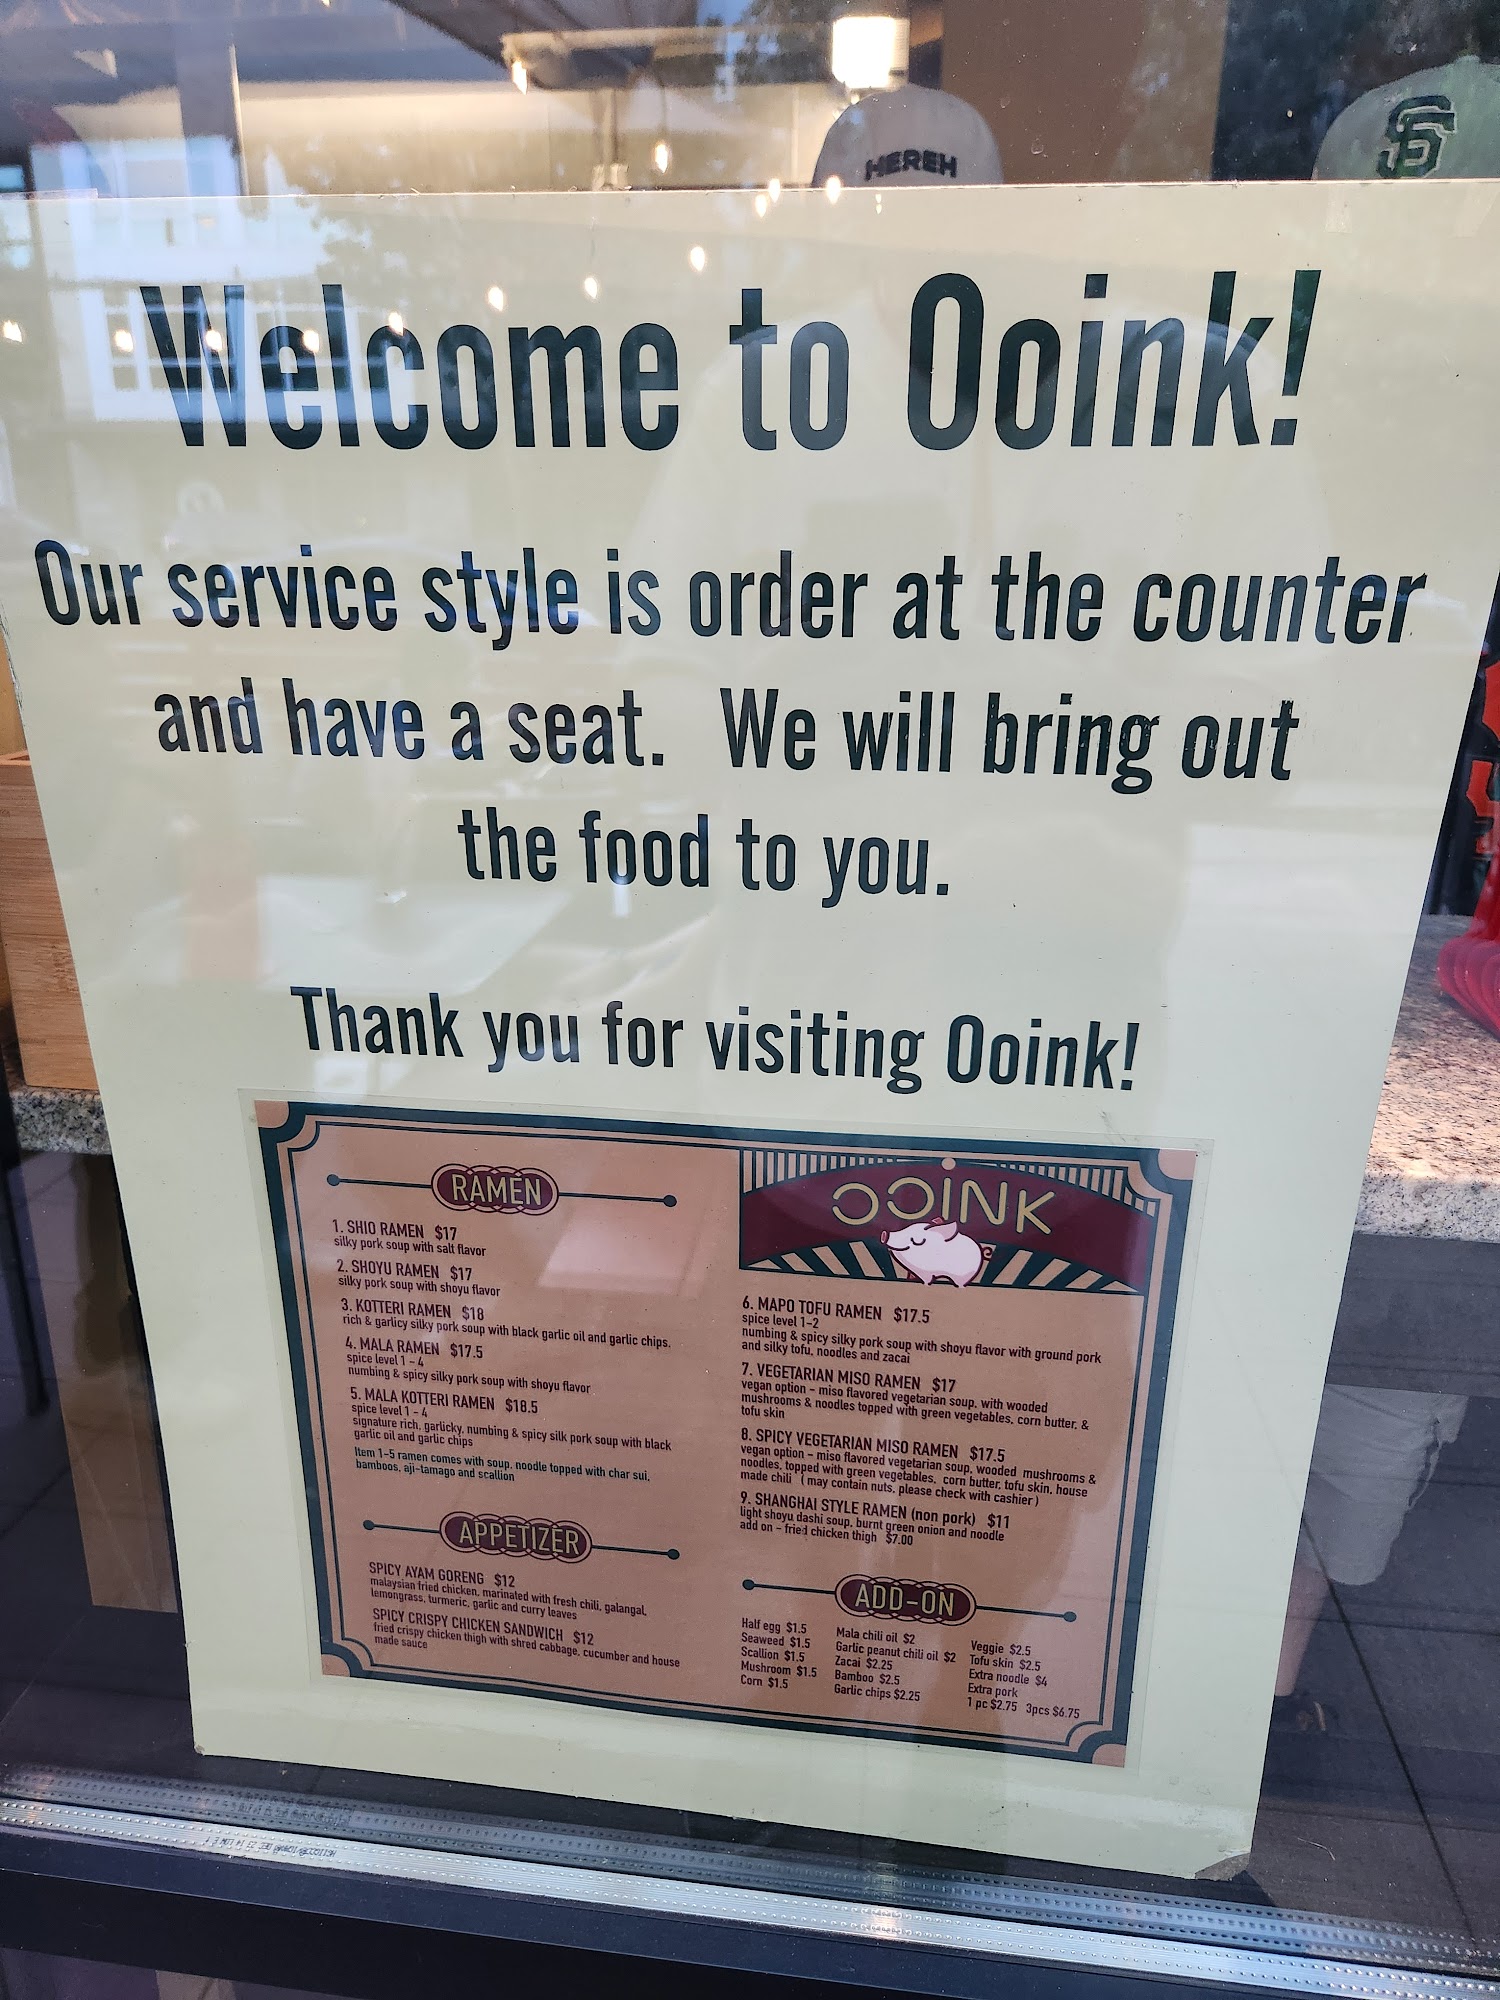 HEREH
SF
Welcome to Ooink!
Our service style is order at the counter
and have a seat. We will bring out
the food to you.
Thank you for visiting Ooink!
RAMEN
1. SHIO RAMEN $17
silky pork soup with salt flavor
2. SHOYU RAMEN $17
silky pork soup with shoyu flavor
3. KOTTERI RAMEN $18
rich & garlicy silky pork soup with black garlic oil and garlic chips.
4. MALA RAMEN $17.5
spice level 1 - 4
numbing & spicy silky pork soup with shoyu flavor
5. MALA KOTTERI RAMEN $18.5
spice level 1 - 4
signature rich, garlicky, numbing & spicy silk pork soup with black
garlic oil and garlic chips
Item 1-5 ramen comes with soup, noodle topped with char sui,
bamboos, aji-tamago and scallion
APPETIZER
SPICY AYAM GORENG $12
malaysian fried chicken, marinated with fresh chili, galangal,
lemongrass, turmeric, garlic and curry leaves
SPICY CRISPY CHICKEN SANDWICH $12
fried crispy chicken thigh with shred cabbage, cucumber and house
made sauce
OOINK
6. MAPO TOFU RAMEN $17.5
spice level 1-2
numbing & spicy silky pork soup with shoyu flavor with ground pork
and silky tofu, noodles and zacai
7. VEGETARIAN MISO RAMEN $17
vegan option - miso flavored vegetarian soup, with wooded
mushrooms & noodles topped with green vegetables, corn butter, &
tofu skin
8. SPICY VEGETARIAN MISO RAMEN $17.5
vegan option - miso flavored vegetarian soup, wooded mushrooms &
noodles, topped with green vegetables, corn butter, tofu skin, house
made chili ( may contain nuts, please check with cashier )
9. SHANGHAI STYLE RAMEN (non pork) $11
light shoyu dashi soup, burnt green onion and noodle
add on - fried chicken thigh $7.00
ADD-ON
Half egg $1.5
Seaweed $1.5
Scallion $1.5
Mushroom $1.5
Corn $1.5
Mala chili oil $2
Garlic peanut chili oil $2
Zacai $2.25
Bamboo $2.5
Garlic chips $2.25
Veggie $2.5
Tofu skin $2.5
Extra noodle $4
Extra pork
1 pc $2.75 3pcs $6.75